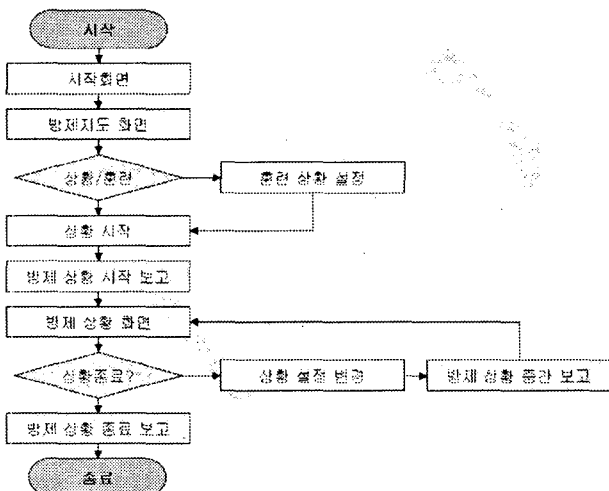 시작
시작화면
방제지도 화면
상황/훈련
훈련 상황 설정
상황 시작
방제 상황 시작 보고
방제 상황 화면
상황종료?
상황 설정 변경
방제 상황 중간 보고
방제 상황 종료 보고
종료